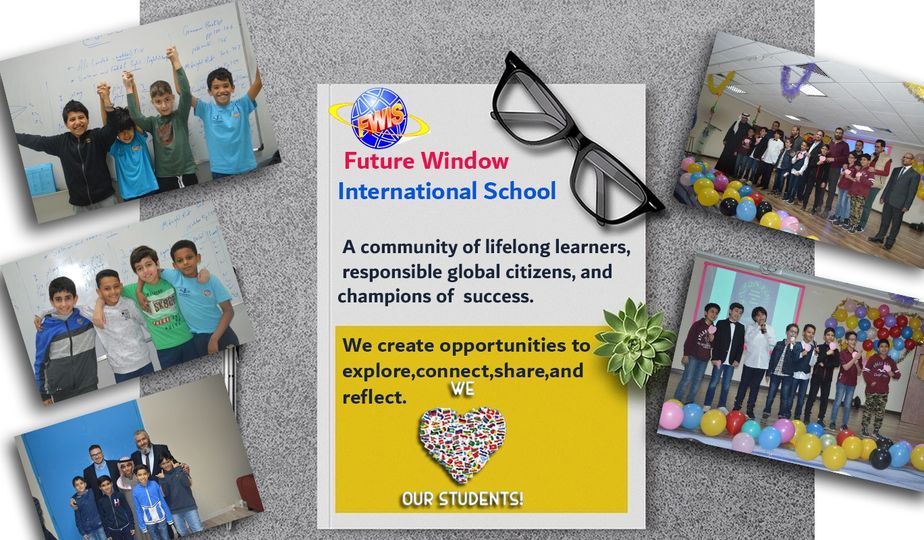 FWIS
Future Window
International School
A community of lifelong learners,
responsible global citizens, and
champions of success.
We create opportunities to
explore,connect,share,and
reflect.
WE
OUR STUDENTS!